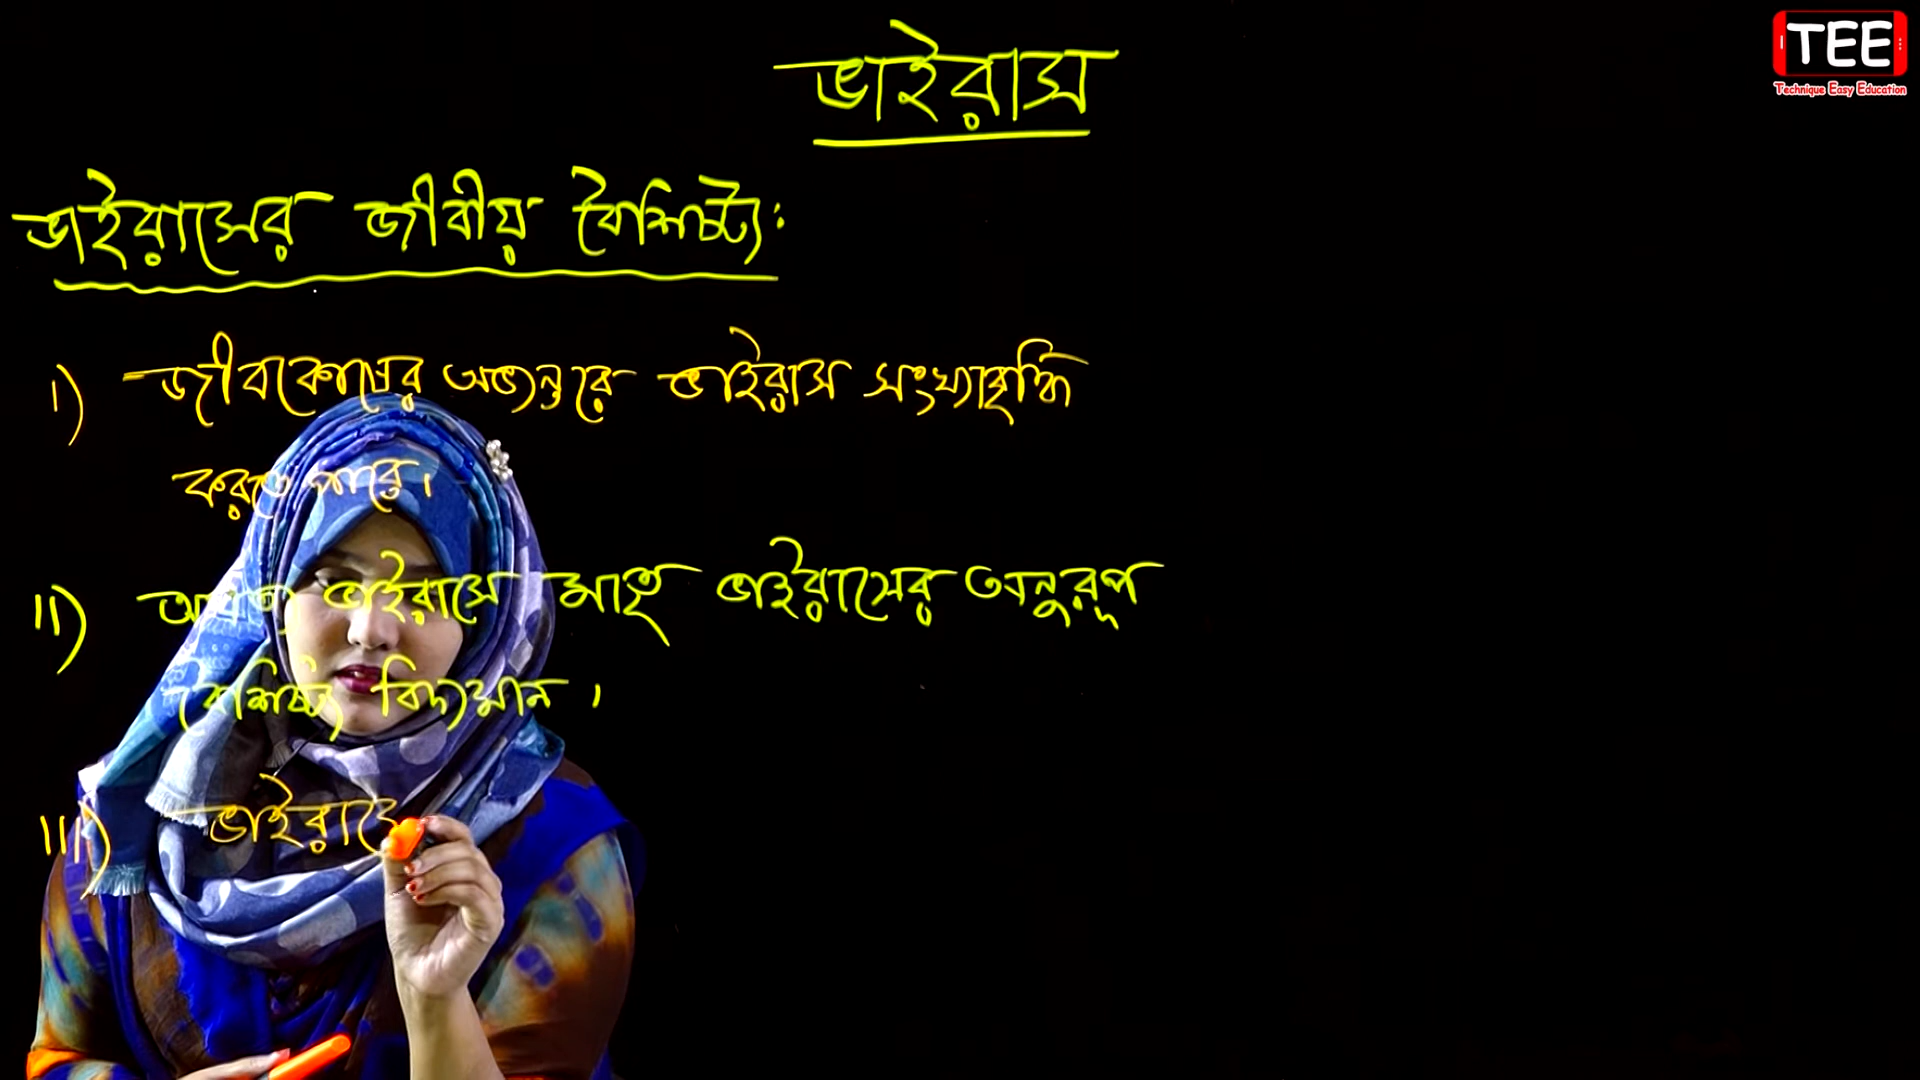 TEE
Technique Easy Education
ভাইরাস
ভাইরাসের জীবীয় বৈশিষ্ট্য:
i) জীবকোষের অভ্যন্তরে ভাইরাস সংখ্যাবৃদ্ধি
করতে পারে।
ii) অপত্য ভাইরাসে মাতৃ ভাইরাসের অনুরূপ
বৈশিষ্ট্য বিদ্যমান।
iii) ভাইরাসে